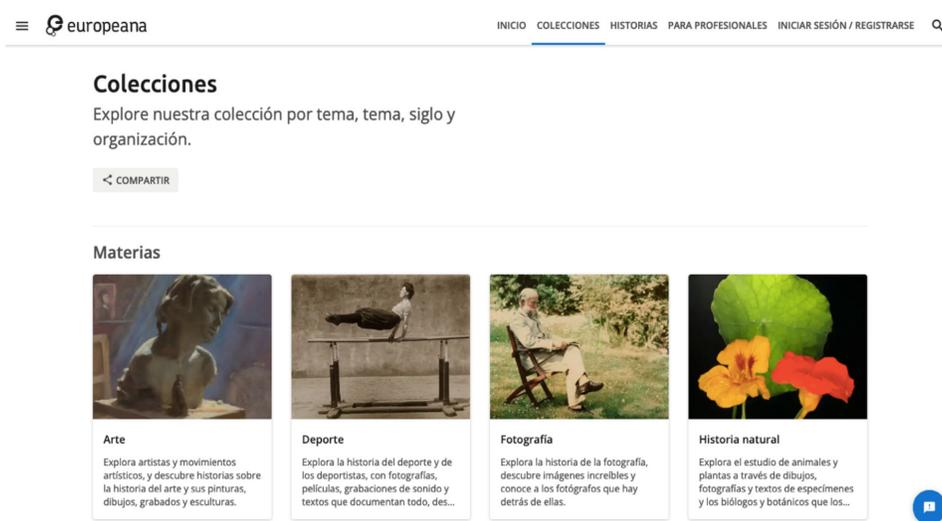 europeana
INICIO COLECCIONES HISTORIAS PARA PROFESIONALES INICIAR SESIÓN / REGISTRARSE
Colecciones
Explore nuestra colección por tema, tema, siglo y
organización.
COMPARTIR
Materias
Arte
Explora artistas y movimientos
artísticos, y descubre historias sobre
la historia del arte y sus pinturas,
dibujos, grabados y esculturas.
Deporte
Explora la historia del deporte y de
los deportistas, con fotografías,
películas, grabaciones de sonido y
textos que documentan todo, des...
Fotografía
Explora la historia de la fotografía,
descubre imágenes increíbles y
conoce a los fotógrafos que hay
detrás de ellas.
Historia natural
Explora el estudio de animales y
plantas a través de dibujos,
fotografías y textos de especímenes
y los biólogos y botánicos que los...